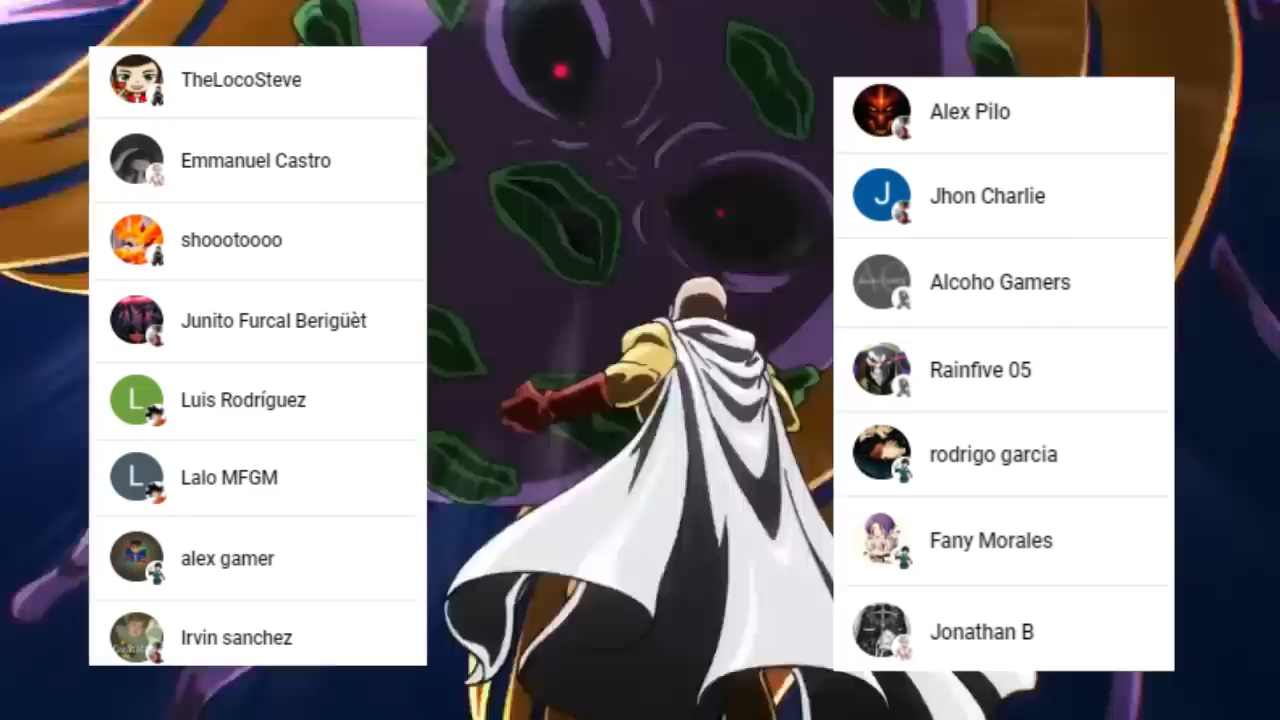 TheLocoSteve
Emmanuel Castro
shoootoooo
Junito Furcal Berigüèt
L
Luis Rodríguez
L
Lalo MFGM
alex gamer
Irvin sanchez
Alex Pilo
J
Jhon Charlie
Alcoho Gamers
Rainfive 05
rodrigo garcia
Fany Morales
Jonathan B